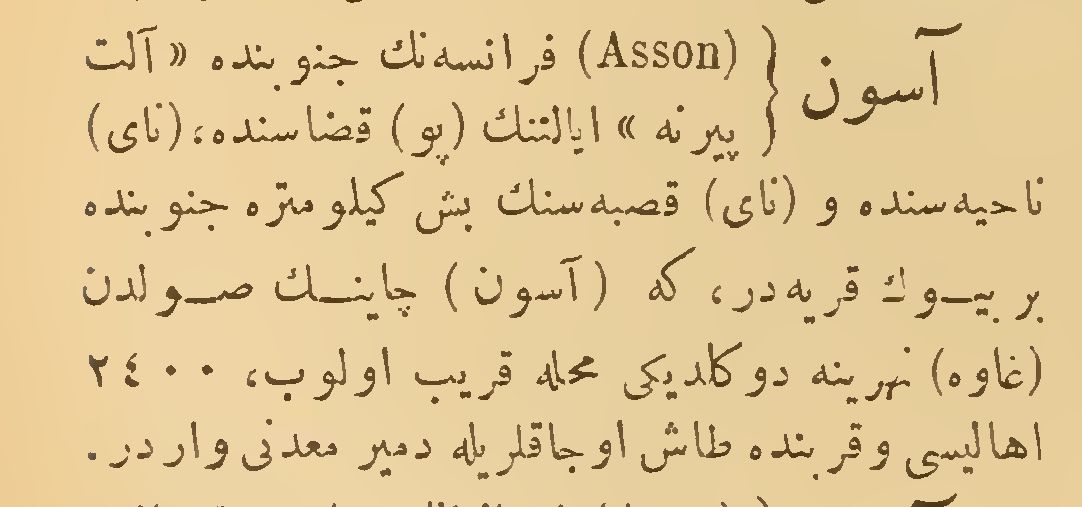 آسون { (Asson) فرانسه‌نك جنوبنده « آلت
پیرنه » ایالتنك (پو) قضاسنده، (نای)
ناحیه‌سنده و (نای) قصبه‌سنك بش کیلومتره جنوبنده
بر بیوك قریه‌در، که (آسون) چاینك صولدن
(غاوه) نهرینه دوکلدیکی محله قریب اولوب، ٢٤٠٠
اهالیسی وقربنده طاش اوجاقلریله دمیر معدنی واردر.